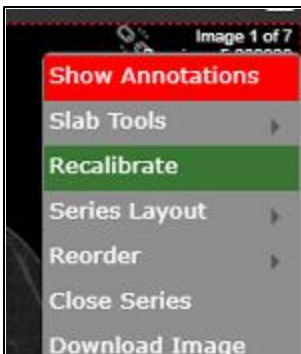 Image 1 of 7
Show Annotations
Slab Tools
Recalibrate
Series Layout
Reorder
Close Series
Download Image